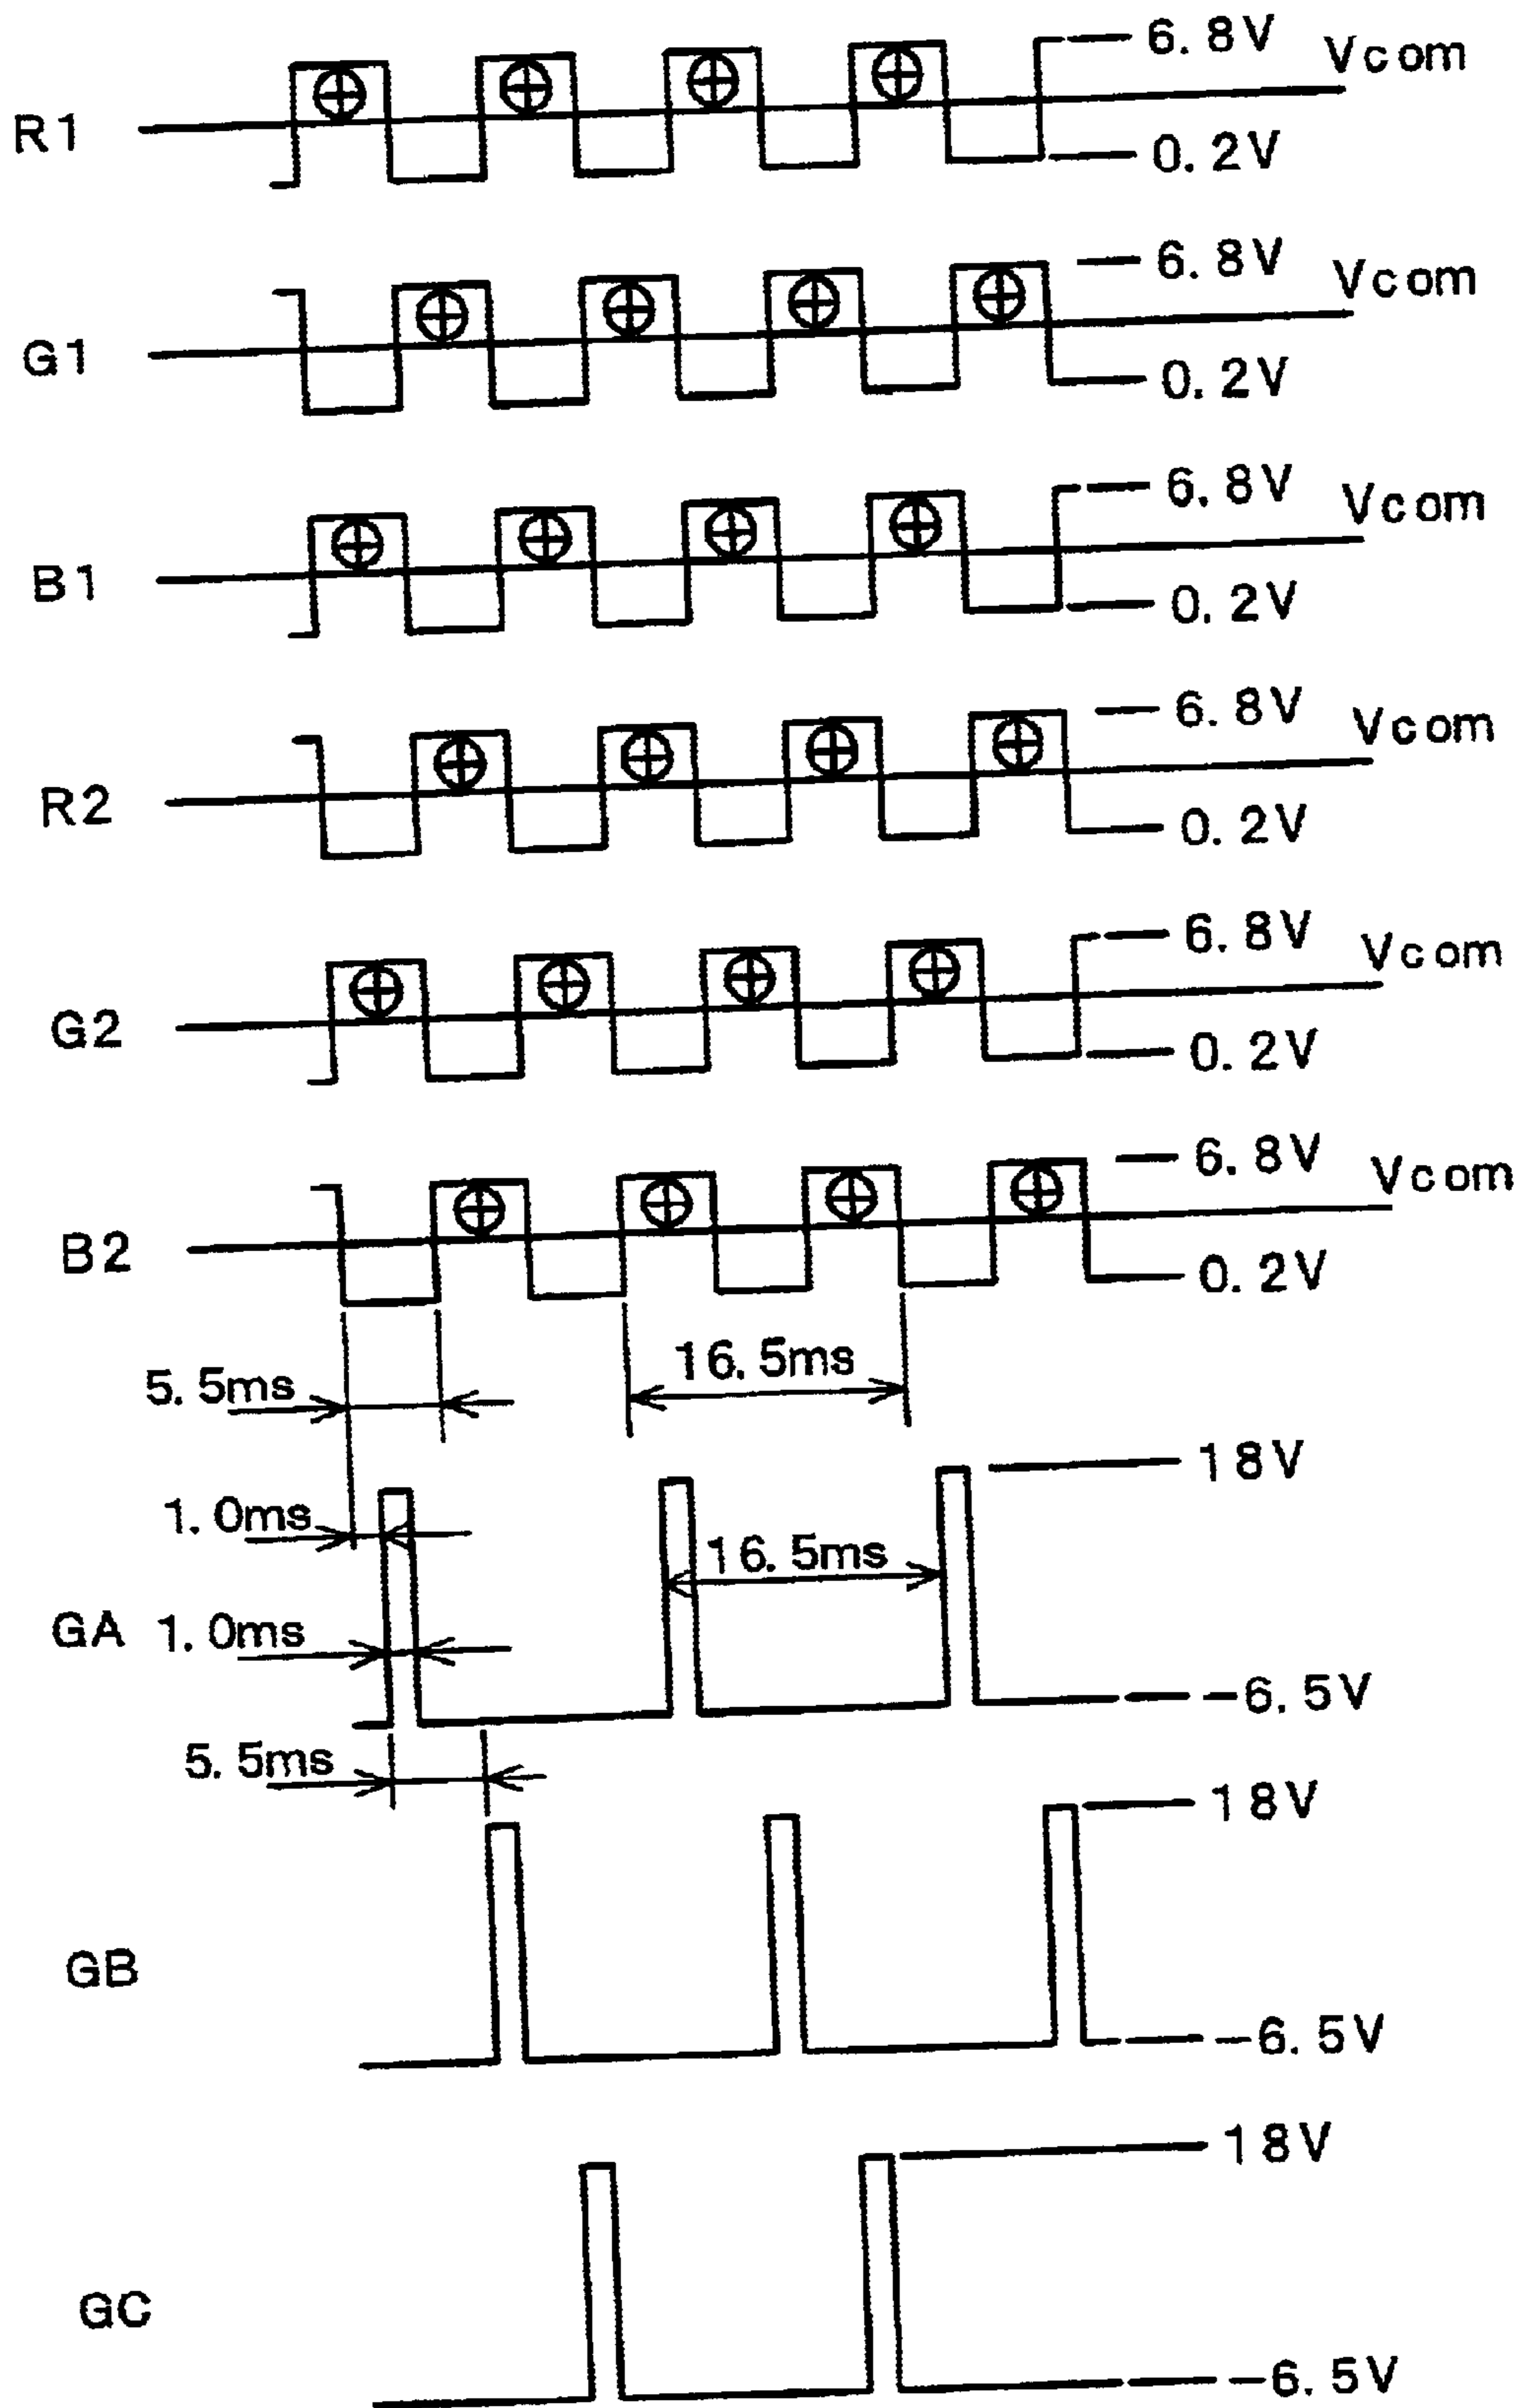 6. 8V Vcom
R1
0. 2V
6. 8V Vcom
G1
0. 2V
6. 8V Vcom
B1
0. 2V
6. 8V Vcom
R2
0. 2V
6. 8V Vcom
G2
0. 2V
6. 8V Vcom
B2
0. 2V
16. 5ms
5. 5ms
18V
1. 0ms
16. 5ms
GA 1. 0ms
-6. 5V
5. 5ms
18V
GB
-6. 5V
18V
GC
-6. 5V